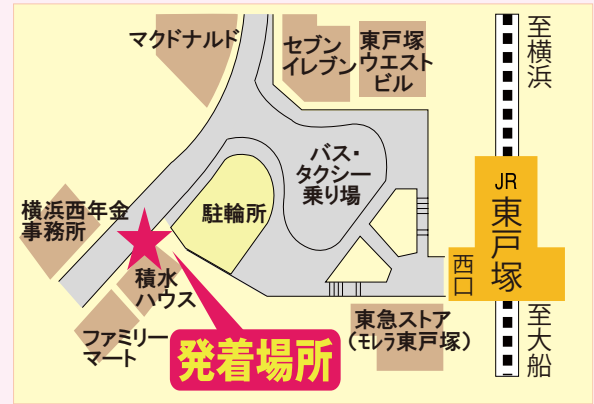 マクドナルド
セブン
イレブン
東戸塚
ウエスト
ビル
至横浜
バス・
タクシー
乗り場
JR
東戸塚
西口
横浜西年金
事務所
駐輪所
積水
ハウス
ファミリー
マート
発着場所
東急ストア
（モレラ東戸塚）
至大船